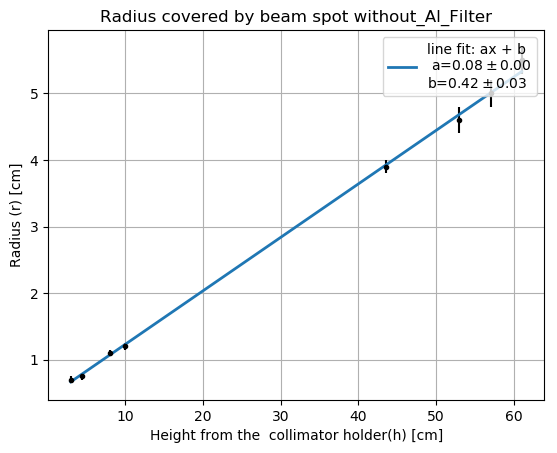 Radius covered by beam spot without_Al_Filter
line fit: ax + b
a=0.08 ± 0.00
b=0.42 ± 0.03
5
4
3
2
1
Radius (r) [cm]
10 20 30 40 50 60
Height from the  collimator holder(h) [cm]